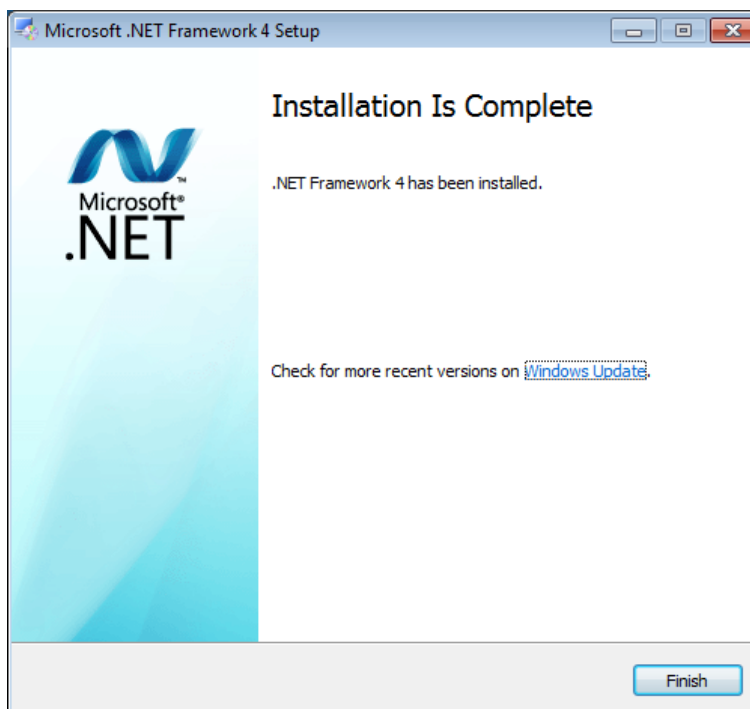 Microsoft .NET Framework 4 Setup
Installation Is Complete
.NET Framework 4 has been installed.
Microsoft®
.NET™
Check for more recent versions on Windows Update.
Finish